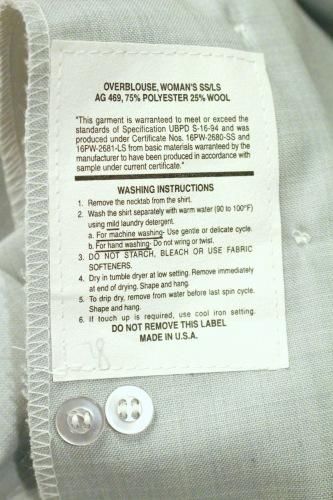 OVERBLOUSE, WOMAN'S SS/LS
AG 469, 75% POLYESTER 25% WOOL
"This garment is warranteed to meet or exceed the
standards of Specification UBPD S-16-94 and was
produced under Certificate Nos. 16PW-2680-SS and
16PW-2681-LS from basic materials warranteed by the
manufacturer to have been produced in accordance with
sample under current certificate."
WASHING INSTRUCTIONS
1. Remove the necktab from the shirt.
2. Wash the shirt separately with warm water (90 to 100°F)
using mild laundry detergent.
a. For machine washing- Use gentle or delicate cycle.
b. For hand washing- Do not wring or twist.
3. DO NOT STARCH, BLEACH OR USE FABRIC
SOFTENERS.
4. Dry in tumble dryer at low setting. Remove immediately
at end of drying. Shape and hang.
5. To drip dry, remove from water before last spin cycle.
Shape and hang.
6. If touch up is required, use cool iron setting.
DO NOT REMOVE THIS LABEL
MADE IN U.S.A.